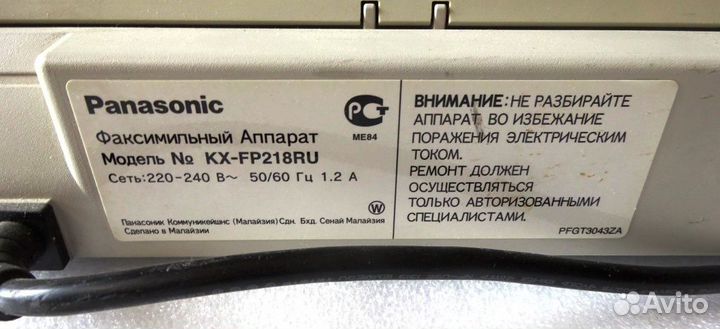 Panasonic
Факсимильный Аппарат
Модель № KX-FP218RU
Сеть:220-240 В~ 50/60 Гц 1.2 А
Панасоник Коммуникейшнс (Малайзия)Сдн. Бхд. Сенай Малайзия
Сделано в Малайзии
W
РСТ
ME84
ВНИМАНИЕ: НЕ РАЗБИРАЙТЕ
АППАРАТ ВО ИЗБЕЖАНИЕ
ПОРАЖЕНИЯ ЭЛЕКТРИЧЕСКИМ
ТОКОМ.
РЕМОНТ ДОЛЖЕН
ОСУЩЕСТВЛЯТЬСЯ
ТОЛЬКО АВТОРИЗОВАННЫМИ
СПЕЦИАЛИСТАМИ.
PFGT3043ZA
Avito